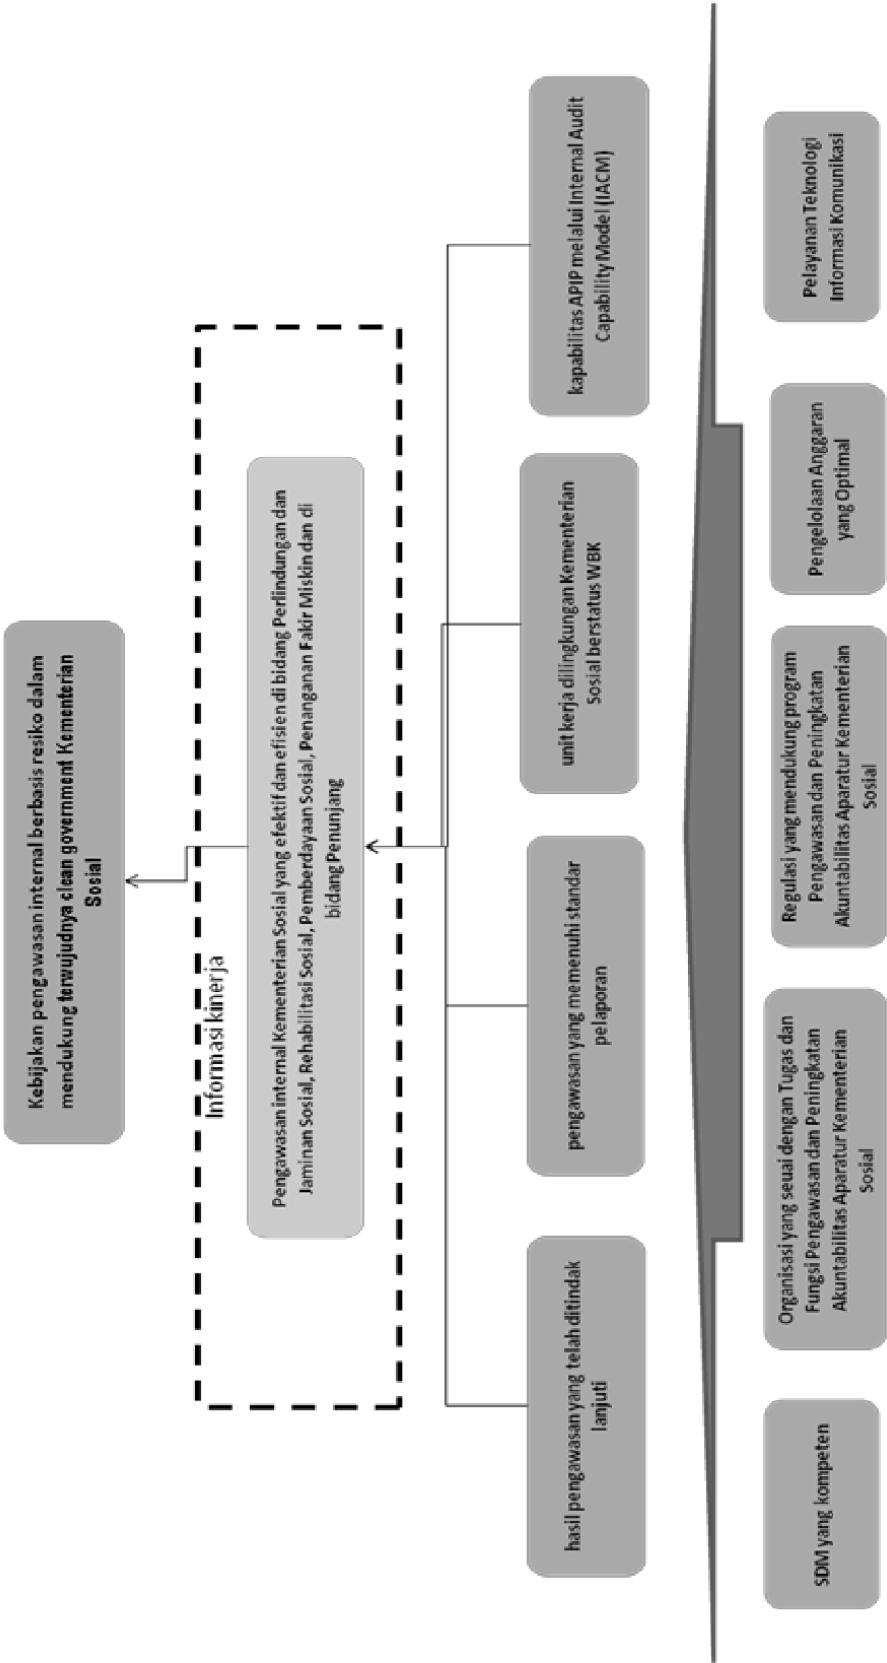 Kebijakan pengawasan internal berbasis resiko dalam
mendukung terwujudnya clean government Kementerian
Sosial
Informasi kinerja
Pengawasan internal Kementerian Sosial yang efektif dan efisien di bidang Perlindungan dan
Jaminan Sosial, Rehabilitasi Sosial, Pemberdayaan Sosial, Penanganan Fakir Miskin dan di
bidang Penunjang
hasil pengawasan yang telah ditindak
lanjuti
pengawasan yang memenuhi standar
pelaporan
unit kerja dilingkungan Kementerian
Sosial berstatus WBK
kapabilitas APIP melalui Internal Audit
Capability Model (IACM)
SDM yang kompeten
Organisasi yang seuai dengan Tugas dan
Fungsi Pengawasan dan Peningkatan
Akuntabilitas Aparatur Kementerian
Sosial
Regulasi yang mendukung program
Pengawasan dan Peningkatan
Akuntabilitas Aparatur Kementerian
Sosial
Pengelolaan Anggaran
yang Optimal
Pelayanan Teknologi
Informasi Komunikasi